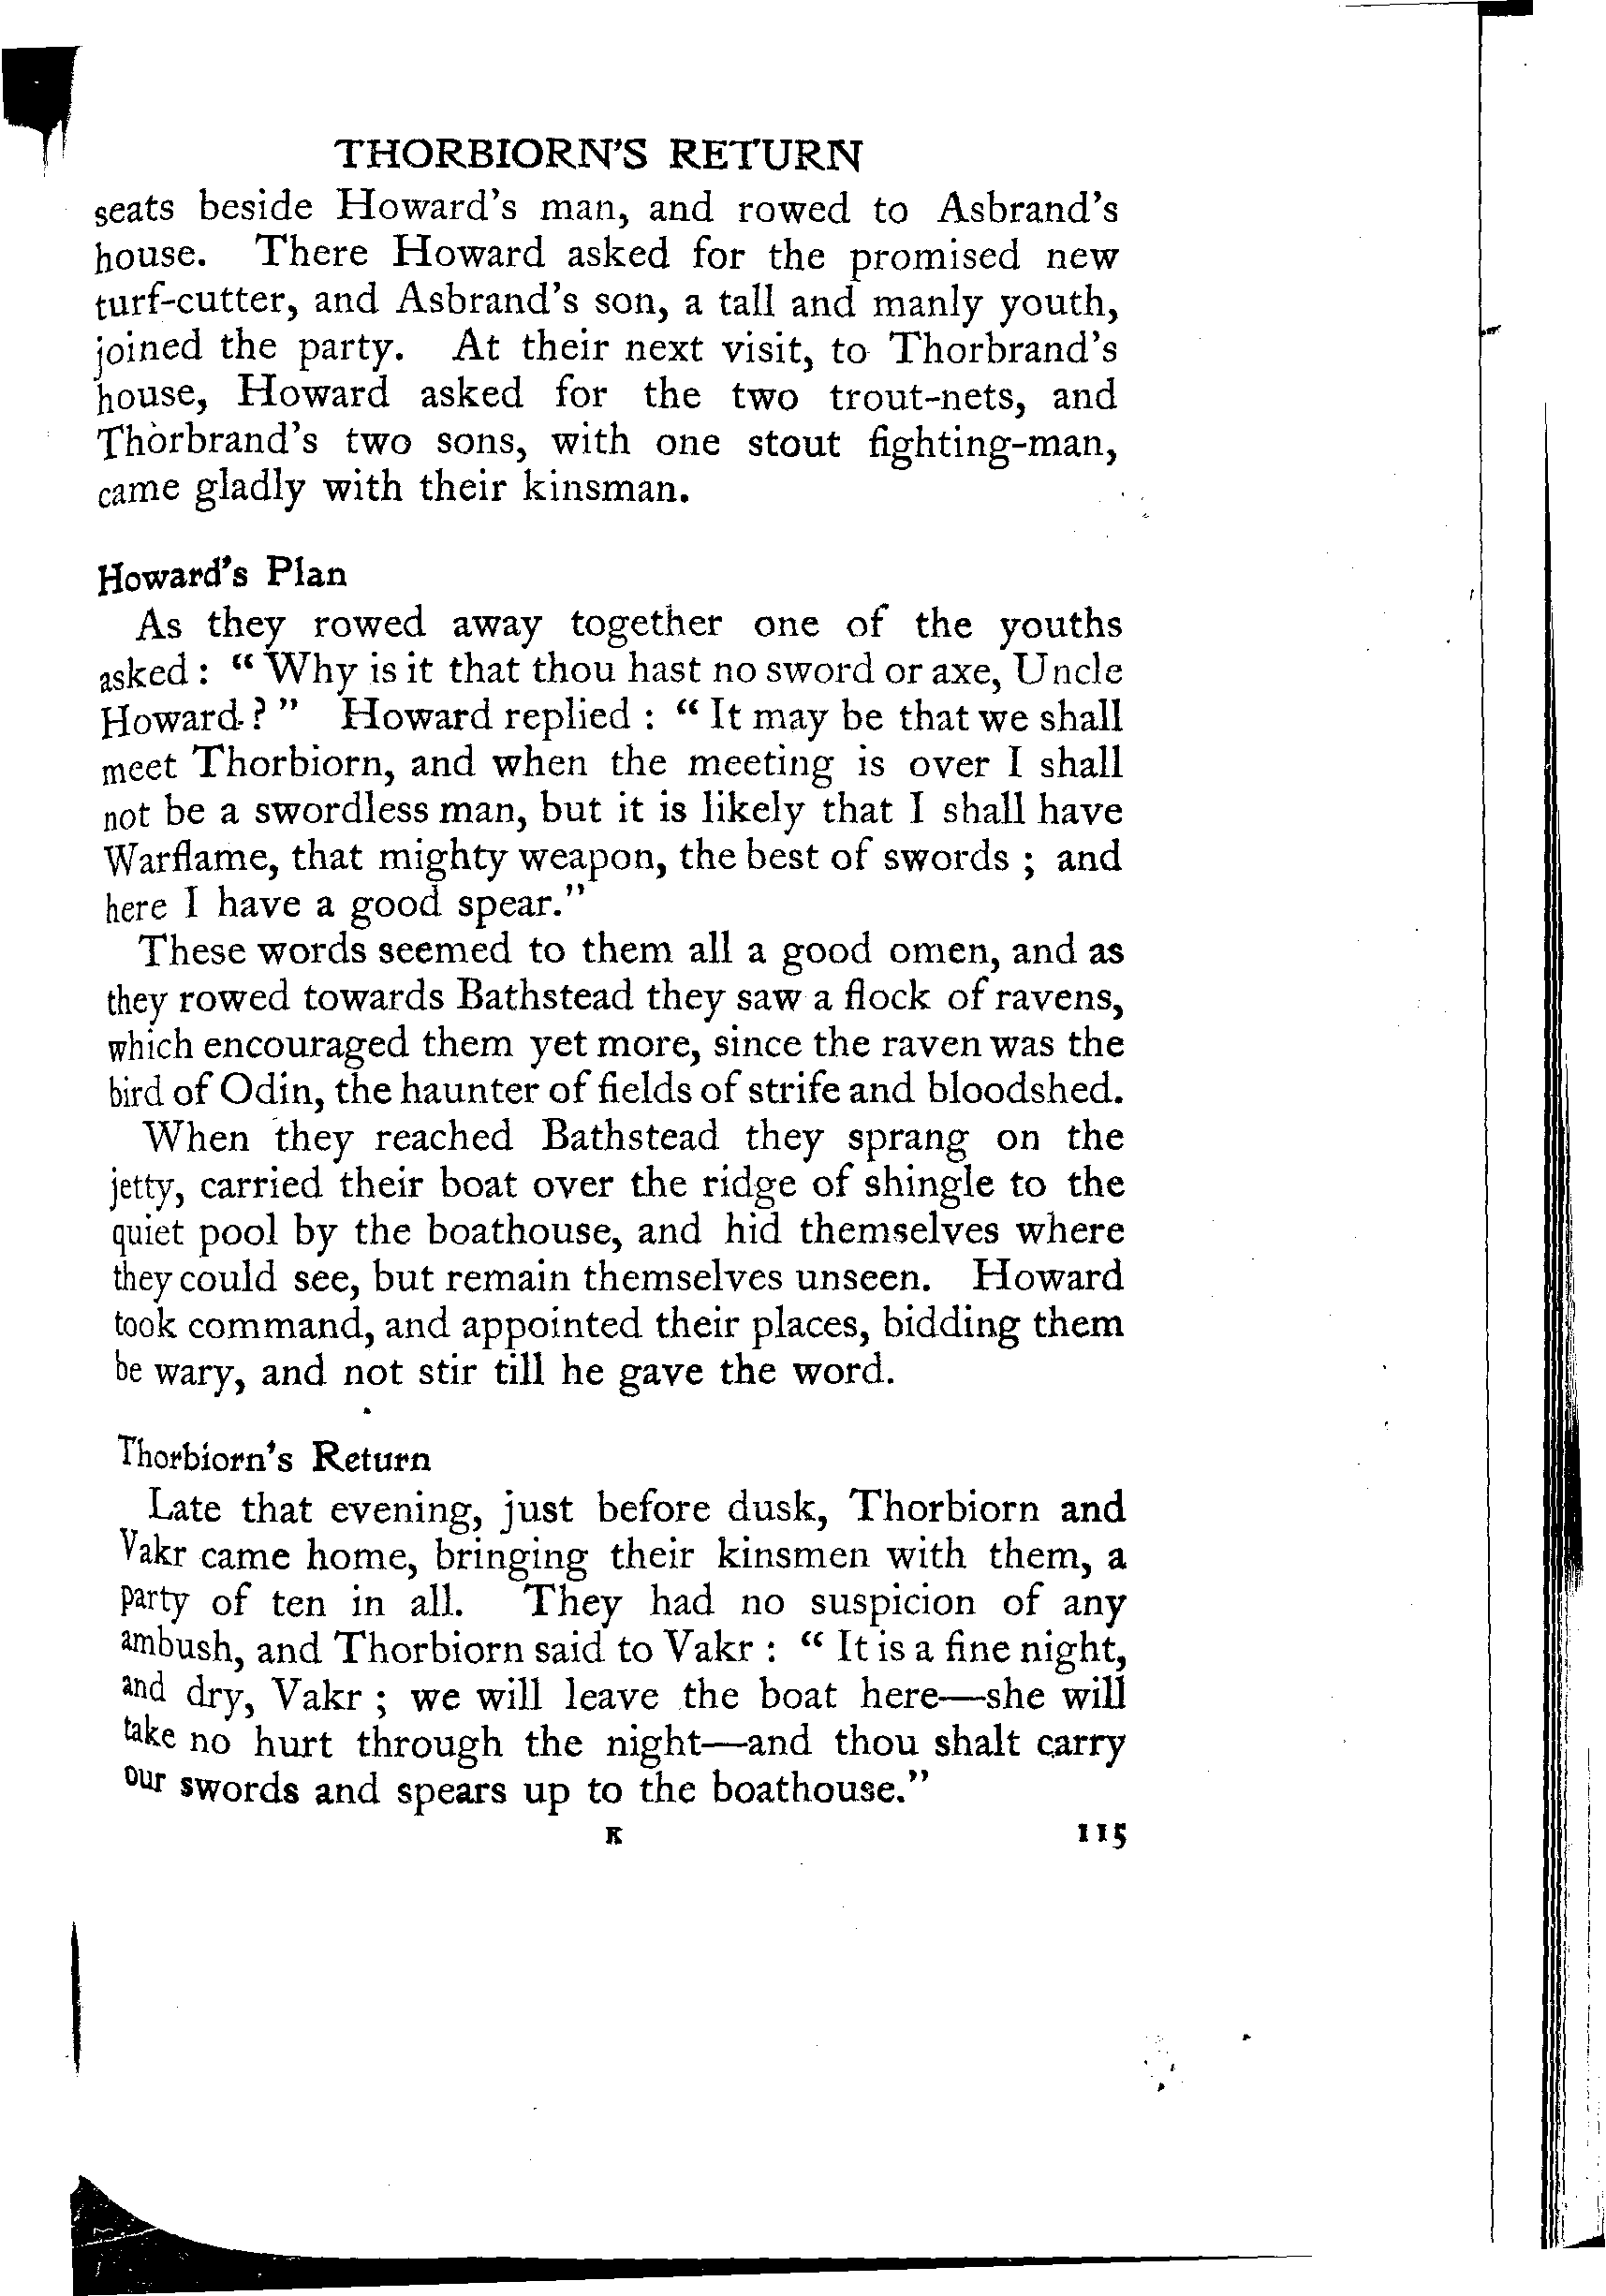 THORBIORN'S RETURN
seats beside Howard's man, and rowed to Asbrand's
house. There Howard asked for the promised new
turf-cutter, and Asbrand's son, a tall and manly youth,
joined the party. At their next visit, to Thorbrand's
house, Howard asked for the two trout-nets, and
Thorbrand's two sons, with one stout fighting-man,
came gladly with their kinsman.
Howard's Plan
As they rowed away together one of the youths
asked : “ Why is it that thou hast no sword or axe, Uncle
Howard ? ” Howard replied : “ It may be that we shall
meet Thorbiorn, and when the meeting is over I shall
not be a swordless man, but it is likely that I shall have
Warflame, that mighty weapon, the best of swords ; and
here I have a good spear.”
These words seemed to them all a good omen, and as
they rowed towards Bathstead they saw a flock of ravens,
which encouraged them yet more, since the raven was the
bird of Odin, the haunter of fields of strife and bloodshed.
When they reached Bathstead they sprang on the
jetty, carried their boat over the ridge of shingle to the
quiet pool by the boathouse, and hid themselves where
they could see, but remain themselves unseen. Howard
took command, and appointed their places, bidding them
be wary, and not stir till he gave the word.
Thorbiorn's Return
Late that evening, just before dusk, Thorbiorn and
Vakr came home, bringing their kinsmen with them, a
party of ten in all. They had no suspicion of any
ambush, and Thorbiorn said to Vakr : “ It is a fine night,
and dry, Vakr ; we will leave the boat here—she will
take no hurt through the night—and thou shalt carry
our swords and spears up to the boathouse.”
K 115